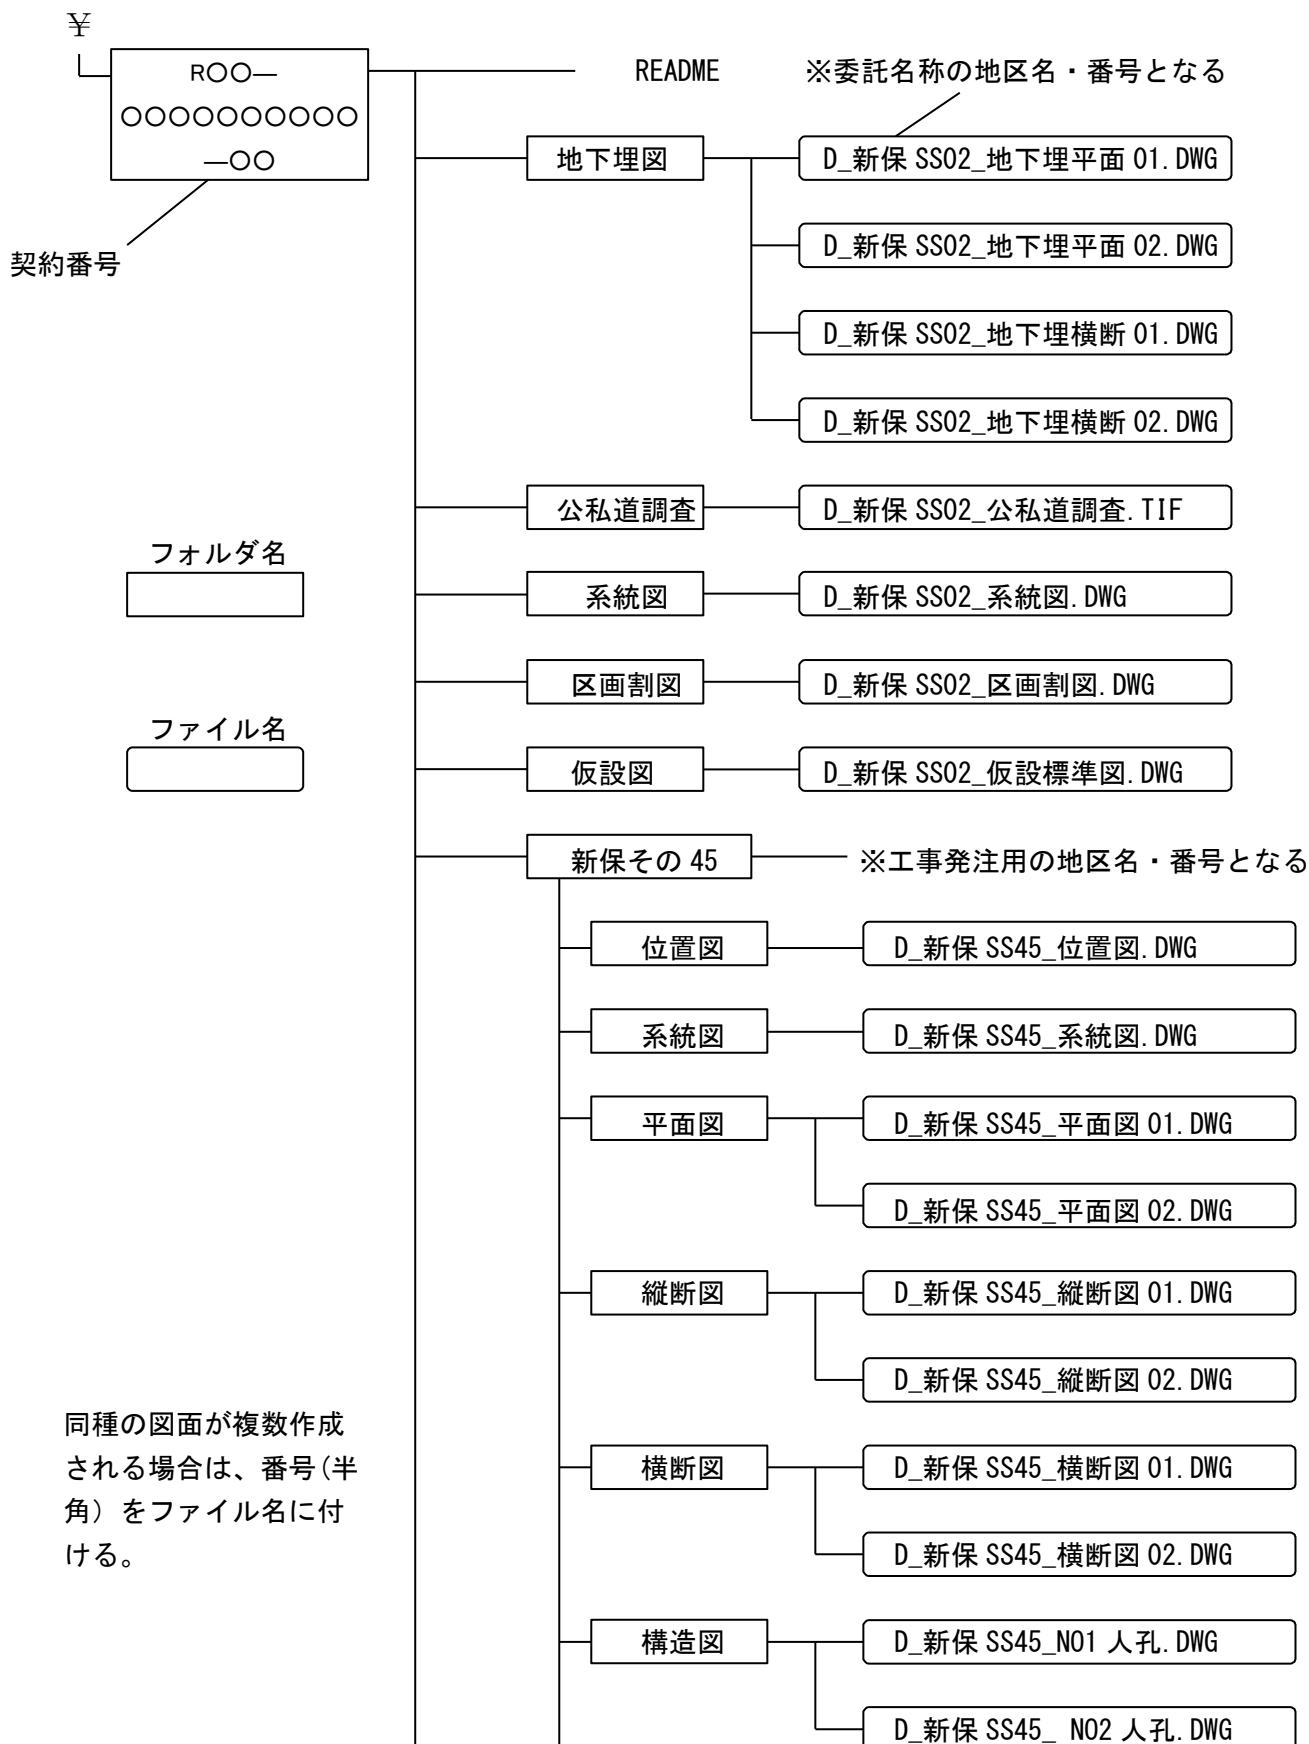 ¥
R〇〇―
〇〇〇〇〇〇〇〇〇〇
―〇〇
契約番号
README
※委託名称の地区名・番号となる
地下埋図
D_新保 SS02_地下埋平面 01.DWG
D_新保 SS02_地下埋平面 02.DWG
D_新保 SS02_地下埋横断 01.DWG
D_新保 SS02_地下埋横断 02.DWG
公私道調査
D_新保 SS02_公私道調査.TIF
フォルダ名
系統図
D_新保 SS02_系統図.DWG
区画割図
D_新保 SS02_区画割図.DWG
ファイル名
仮設図
D_新保 SS02_仮設標準図.DWG
新保その 45
※工事発注用の地区名・番号となる
位置図
D_新保 SS45_位置図.DWG
系統図
D_新保 SS45_系統図.DWG
平面図
D_新保 SS45_平面図 01.DWG
D_新保 SS45_平面図 02.DWG
縦断図
D_新保 SS45_縦断図 01.DWG
D_新保 SS45_縦断図 02.DWG
同種の図面が複数作成
される場合は、番号(半
角）をファイル名に付
ける。
横断図
D_新保 SS45_横断図 01.DWG
D_新保 SS45_横断図 02.DWG
構造図
D_新保 SS45_NO1 人孔.DWG
D_新保 SS45_ NO2 人孔.DWG